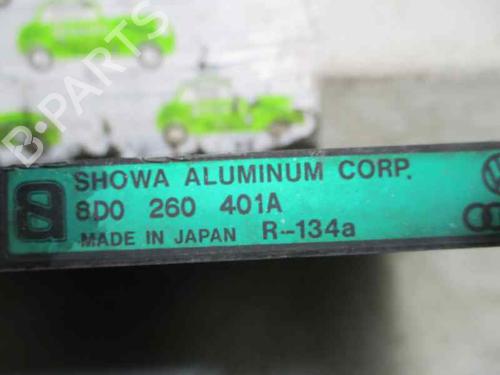 B-PARTS
SHOWA ALUMINUM CORP.
8D0 260 401A
MADE IN JAPAN R-134a